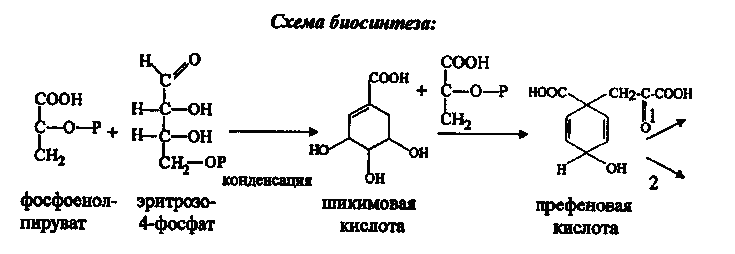 Схема биосинтеза:
COOH
C—O—P
CH2
+
H O
C
H—C—OH
H—C—OH
CH2—OP
конденсация
COOH
HO
OH
OH
+
COOH
C—O—P
CH2
HOOC CH2-C-COOH
O
H OH
1
2
фосфоенол-
пируват
эритрозо-
4-фосфат
шикимовая
кислота
префеновая
кислота